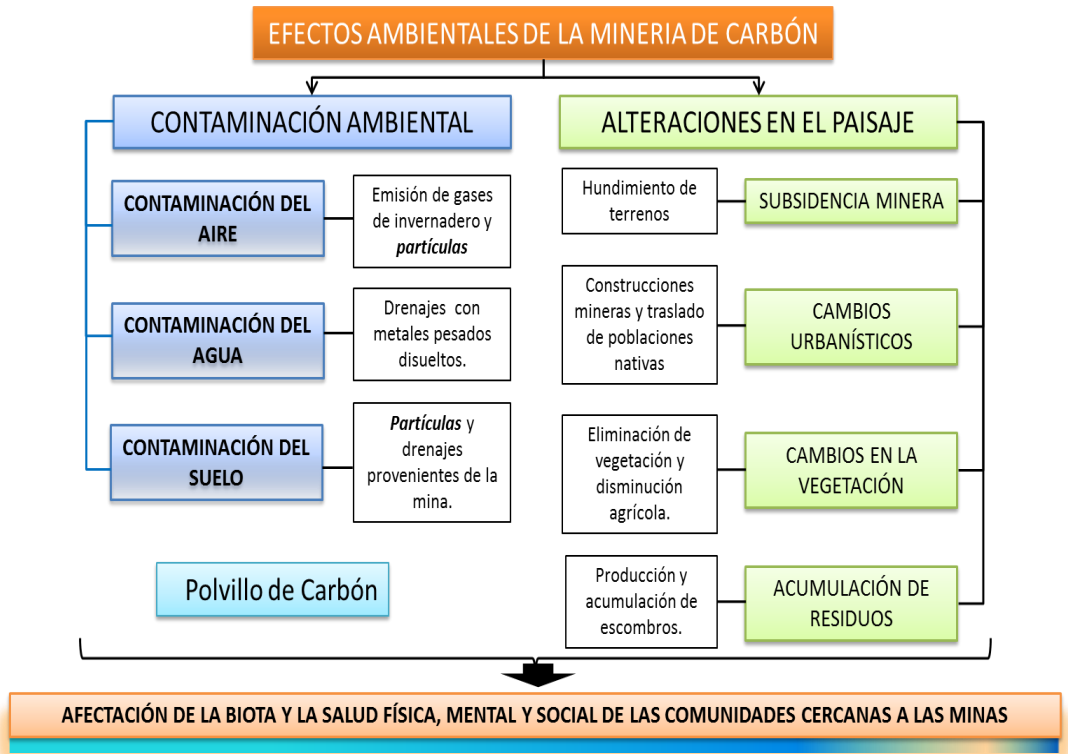 EFECTOS AMBIENTALES DE LA MINERIA DE CARBÓN
CONTAMINACIÓN AMBIENTAL
CONTAMINACIÓN DEL
AIRE
Emisión de gases
de invernadero y
partículas
CONTAMINACIÓN DEL
AGUA
Drenajes con
metales pesados
disueltos.
CONTAMINACIÓN DEL
SUELO
Partículas y
drenajes
provenientes de la
mina.
Polvillo de Carbón
ALTERACIONES EN EL PAISAJE
Hundimiento de
terrenos
SUBSIDENCIA MINERA
Construcciones
mineras y traslado
de poblaciones
nativas
CAMBIOS
URBANÍSTICOS
Eliminación de
vegetación y
disminución
agrícola.
CAMBIOS EN LA
VEGETACIÓN
Producción y
acumulación de
escombros.
ACUMULACIÓN DE
RESIDUOS
AFECTACIÓN DE LA BIOTA Y LA SALUD FÍSICA, MENTAL Y SOCIAL DE LAS COMUNIDADES CERCANAS A LAS MINAS